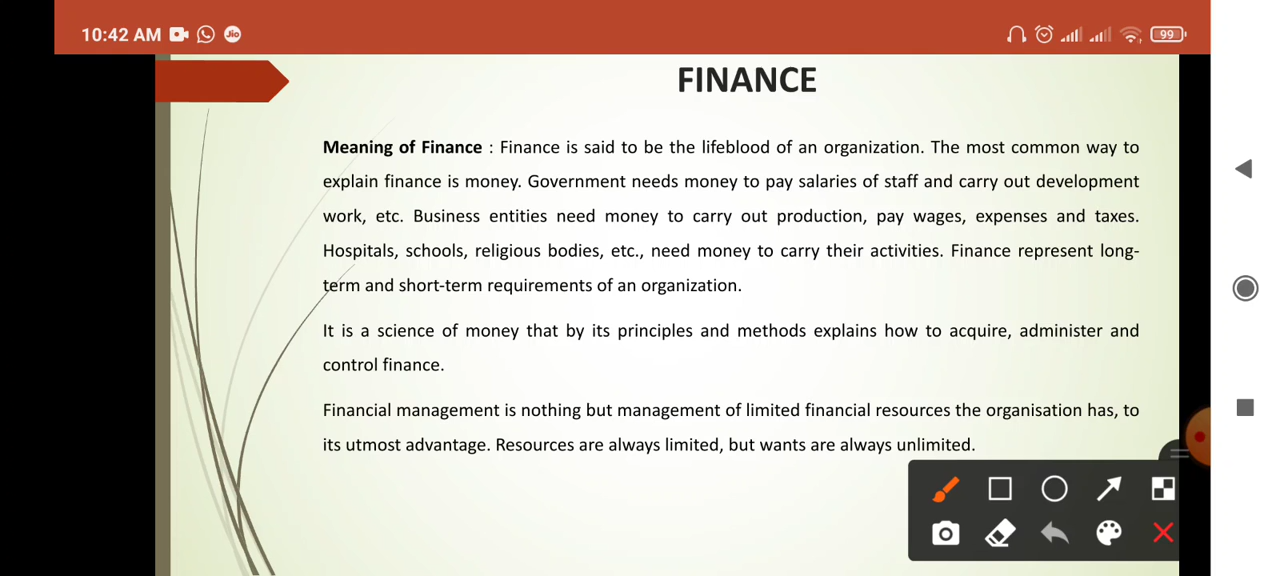 10:42 AM
Jio
99
FINANCE
Meaning of Finance : Finance is said to be the lifeblood of an organization. The most common way to
explain finance is money. Government needs money to pay salaries of staff and carry out development
work, etc. Business entities need money to carry out production, pay wages, expenses and taxes.
Hospitals, schools, religious bodies, etc., need money to carry their activities. Finance represent long-
term and short-term requirements of an organization.
It is a science of money that by its principles and methods explains how to acquire, administer and
control finance.
Financial management is nothing but management of limited financial resources the organisation has, to
its utmost advantage. Resources are always limited, but wants are always unlimited.